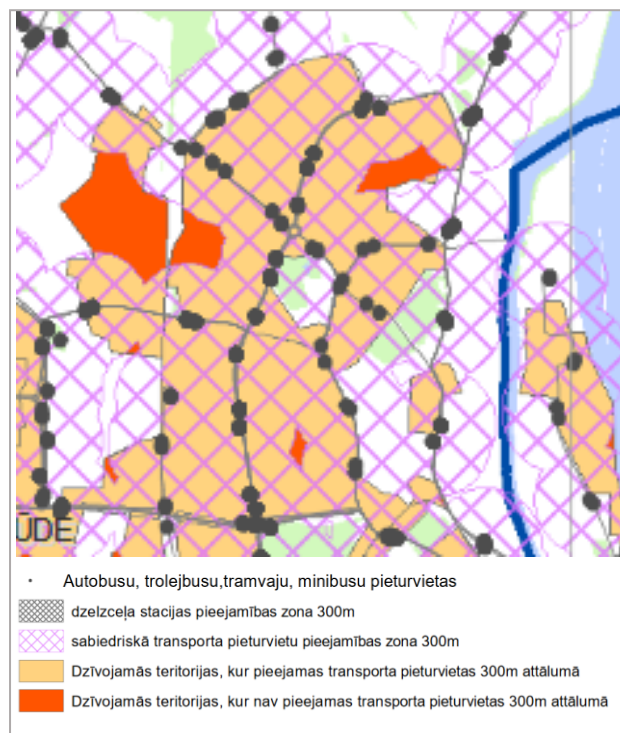 ŪDE
Autobusu, trolejbusu,tramvaju, minibusu pieturvietas
dzelzceļa stacijas pieejamības zona 300m
sabiedriskā transporta pieturvietu pieejamības zona 300m
Dzīvojamās teritorijas, kur pieejamas transporta pieturvietas 300m attālumā
Dzīvojamās teritorijas, kur nav pieejamas transporta pieturvietas 300m attālumā